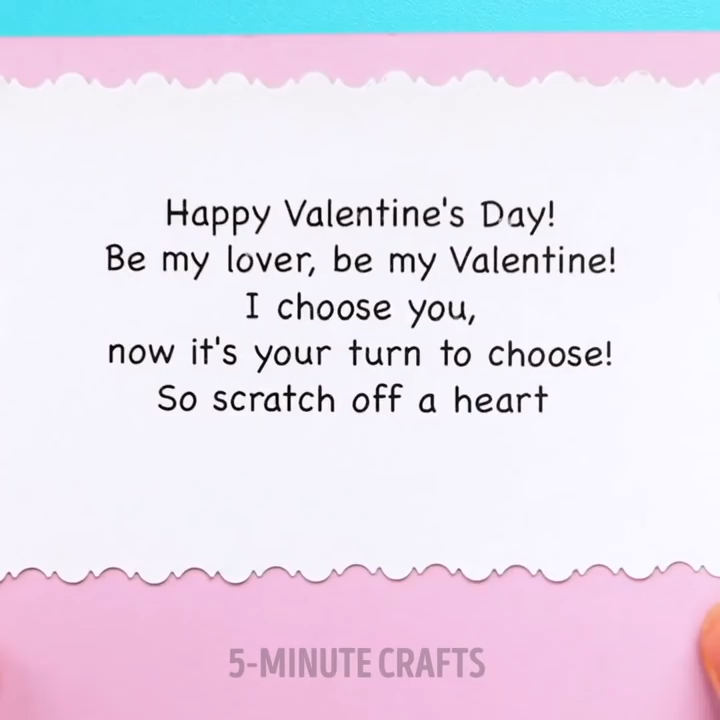 Happy Valentine's Day!
Be my lover, be my Valentine!
I choose you,
now it's your turn to choose!
So scratch off a heart
5-MINUTE CRAFTS